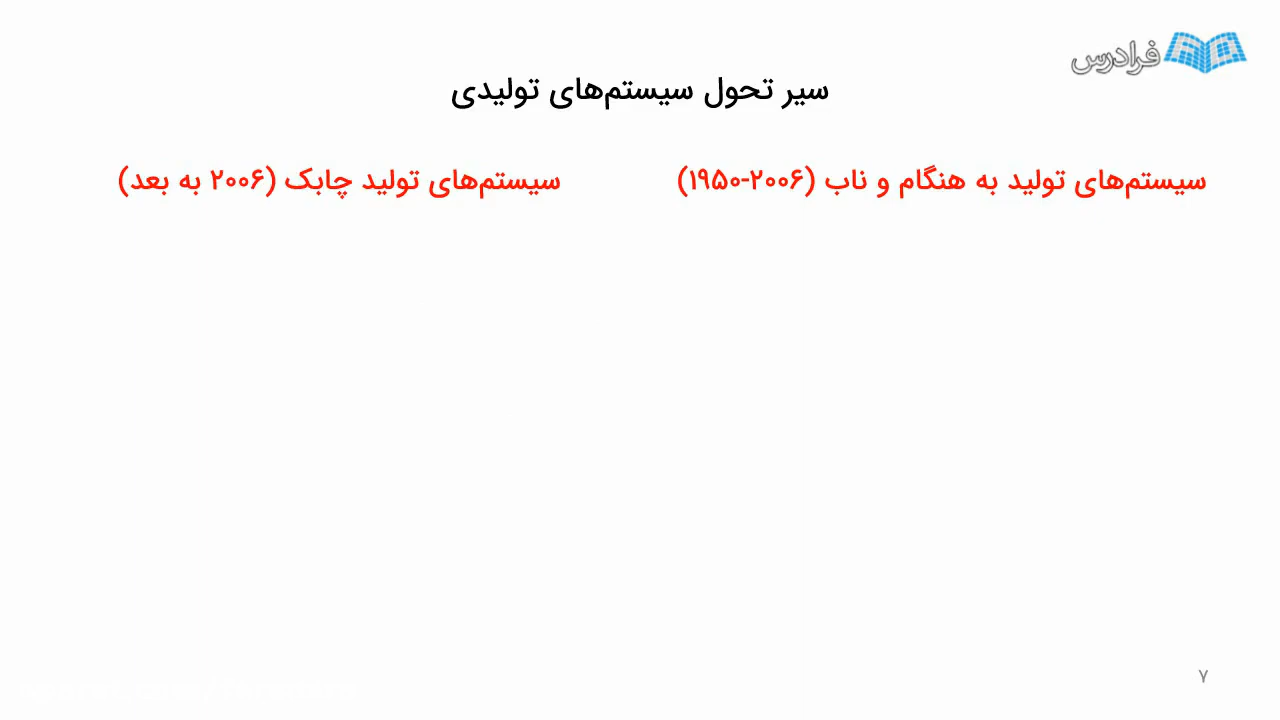 فرادرس
سیر تحول سیستم‌های تولیدی
سیستم‌های تولید به هنگام و ناب (۲۰۰۶-۱۹۵۰)
سیستم‌های تولید چابک (۲۰۰۶ به بعد)
۷